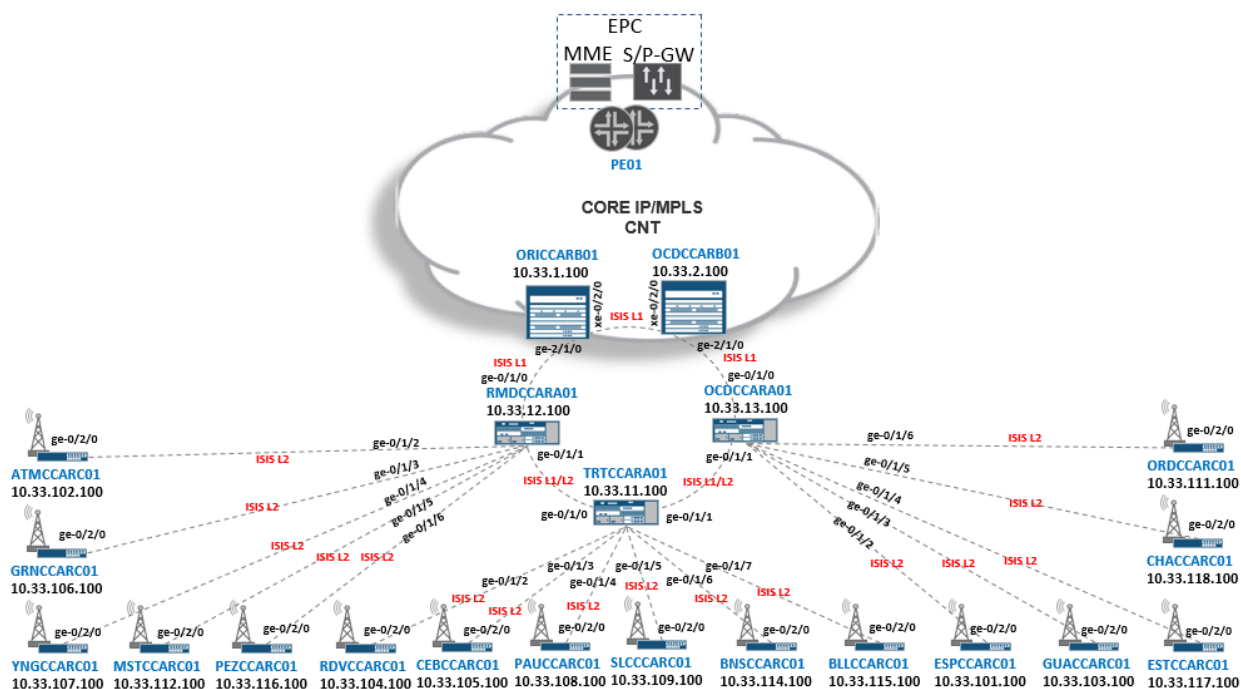 EPC
MME S/P-GW
PE01
CORE IP/MPLS
CNT
ORICCARB01
10.33.1.100
OCDCCARB01
10.33.2.100
xe-0/2/0
ISIS L1
xe-0/2/0
ge-2/1/0
ge-2/1/0
ISIS L1
ISIS L1
ge-0/1/0
ge-0/1/0
RMDCCARA01
10.33.12.100
OCDCCARA01
10.33.13.100
ge-0/2/0
ge-0/1/2
ISIS L2
ATMCCARC01
10.33.102.100
ge-0/1/3
ge-0/1/4
ge-0/1/5
ge-0/1/6
ge-0/1/1
ISIS L1/L2
TRTCCARA01
10.33.11.100
ge-0/1/0
ge-0/1/1
ge-0/1/1
ISIS L1/L2
ge-0/1/6
ISIS L2
ge-0/2/0
ORDCCARC01
10.33.111.100
ge-0/1/5
ge-0/1/4
ge-0/1/3
ge-0/1/2
ISIS L2
ge-0/2/0
CHACCARC01
10.33.118.100
ISIS L2
ge-0/2/0
GRNCCARC01
10.33.106.100
ISIS L2
ISIS L2
ISIS L2
ge-0/1/2
ge-0/1/3
ge-0/1/4
ge-0/1/5
ge-0/1/6
ge-0/1/7
ISIS L2
ISIS L2
ISIS L2
ISIS L2
ISIS L2
ISIS L2
ISIS L2
ISIS L2
ISIS L2
ge-0/2/0
ge-0/2/0
ge-0/2/0
ge-0/2/0
ge-0/2/0
ge-0/2/0
ge-0/2/0
ge-0/2/0
ge-0/2/0
ge-0/2/0
ge-0/2/0
ge-0/2/0
YNGCCARC01
10.33.107.100
MSTCCARC01
10.33.112.100
PEZCCARC01
10.33.116.100
RDVCCARC01
10.33.104.100
CEBCCARC01
10.33.105.100
PAUCCARC01
10.33.108.100
SLCCCARC01
10.33.109.100
BNSCCARC01
10.33.114.100
BLLCCARC01
10.33.115.100
ESPCCARC01
10.33.101.100
GUACCARC01
10.33.103.100
ESTCCARC01
10.33.117.100